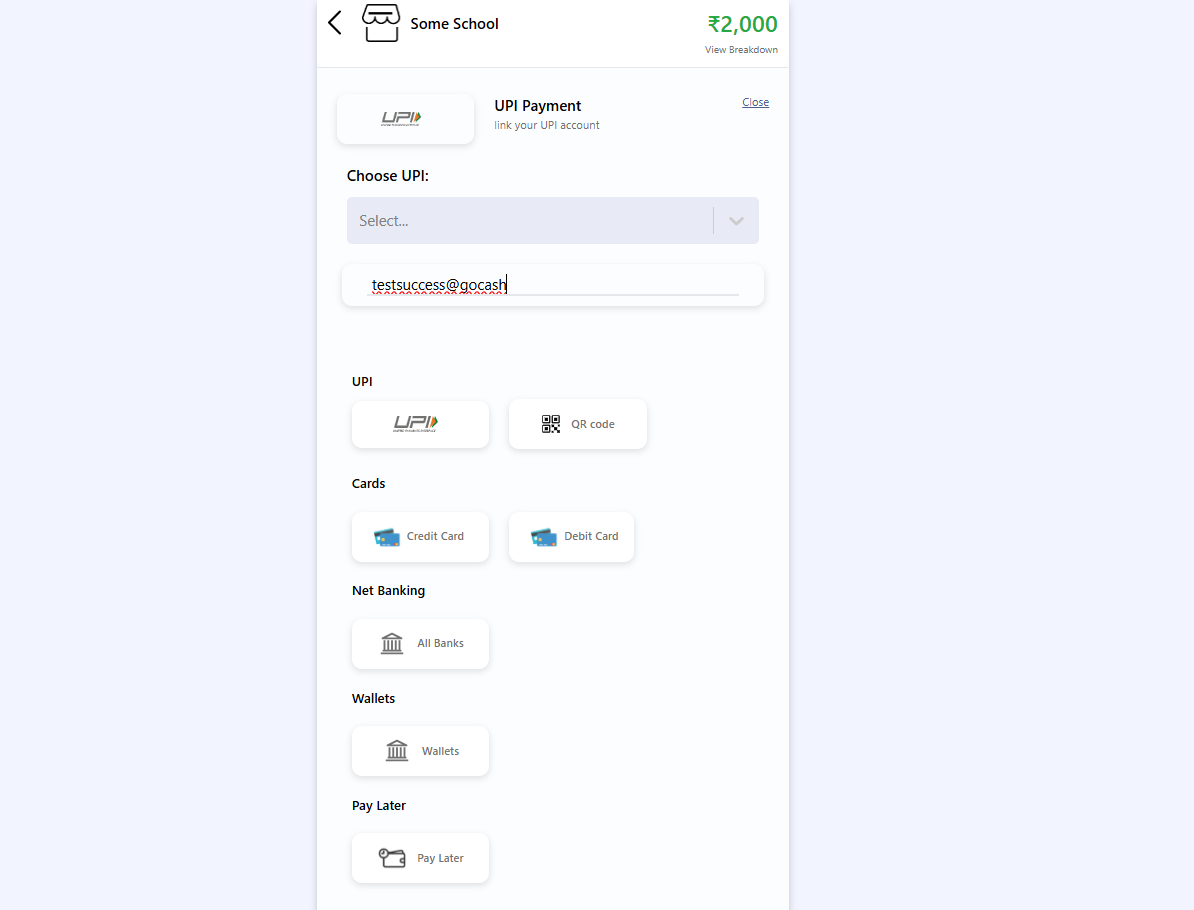 Some School
₹2,000
View Breakdown
UPI
UPI Payment
Close
link your UPI account
Choose UPI:
Select...
testsuccess@gocash
UPI
UPI
QR code
Cards
Credit Card
Debit Card
Net Banking
All Banks
Wallets
Wallets
Pay Later
Pay Later